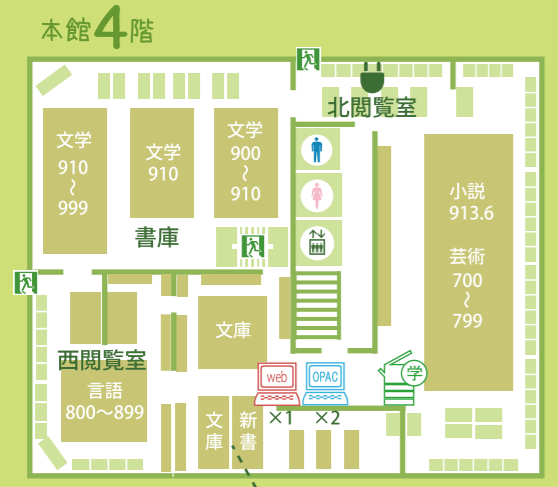 本館4階
北閲覧室
文学
910
～
999
文学
910
文学
900
～
910
書庫
小説
913.6
芸術
700
～
799
文庫
西閲覧室
言語
800～899
web
×1
OPAC
×2
学
文
庫
新
書